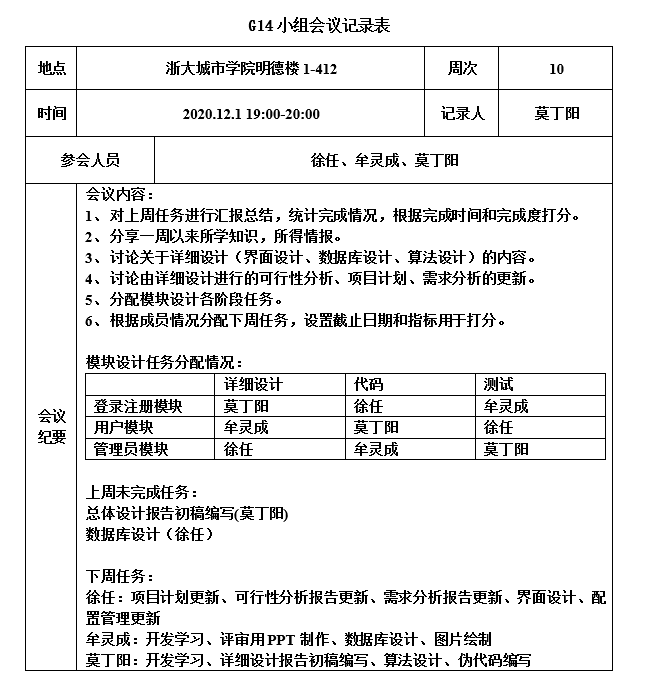 G14小组会议记录表
地点 浙大城市学院明德楼1-412 周次 10
时间 2020.12.1 19:00-20:00 记录人 莫丁阳
参会人员 徐任、牟灵成、莫丁阳
会议纪要
会议内容：
1、对上周任务进行汇报总结，统计完成情况，根据完成时间和完成度打分。
2、分享一周以来所学知识，所得情报。
3、讨论关于详细设计（界面设计、数据库设计、算法设计）的内容。
4、讨论由详细设计进行的可行性分析、项目计划、需求分析的更新。
5、分配模块设计各阶段任务。
6、根据成员情况分配下周任务，设置截止日期和指标用于打分。
模块设计任务分配情况：
详细设计 代码 测试
登录注册模块 莫丁阳 徐任 牟灵成
用户模块 牟灵成 莫丁阳 徐任
管理员模块 徐任 牟灵成 莫丁阳
上周未完成任务：
总体设计报告初稿编写(莫丁阳)
数据库设计（徐任）
下周任务：
徐任：项目计划更新、可行性分析报告更新、需求分析报告更新、界面设计、配
置管理更新
牟灵成：开发学习、评审用PPT制作、数据库设计、图片绘制
莫丁阳：开发学习、详细设计报告初稿编写、算法设计、伪代码编写